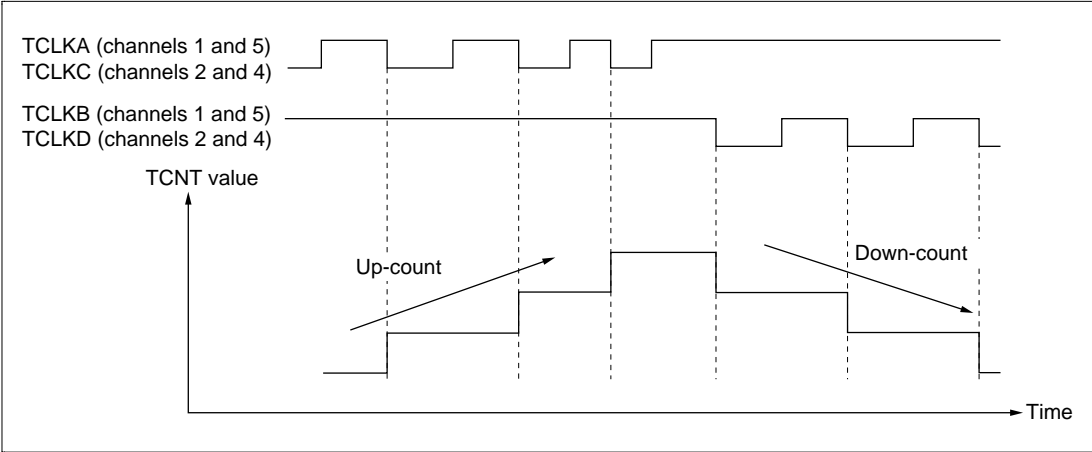 TCLKA (channels 1 and 5)
TCLKC (channels 2 and 4)
TCLKB (channels 1 and 5)
TCLKD (channels 2 and 4)
TCNT value
Up-count
Down-count
Time